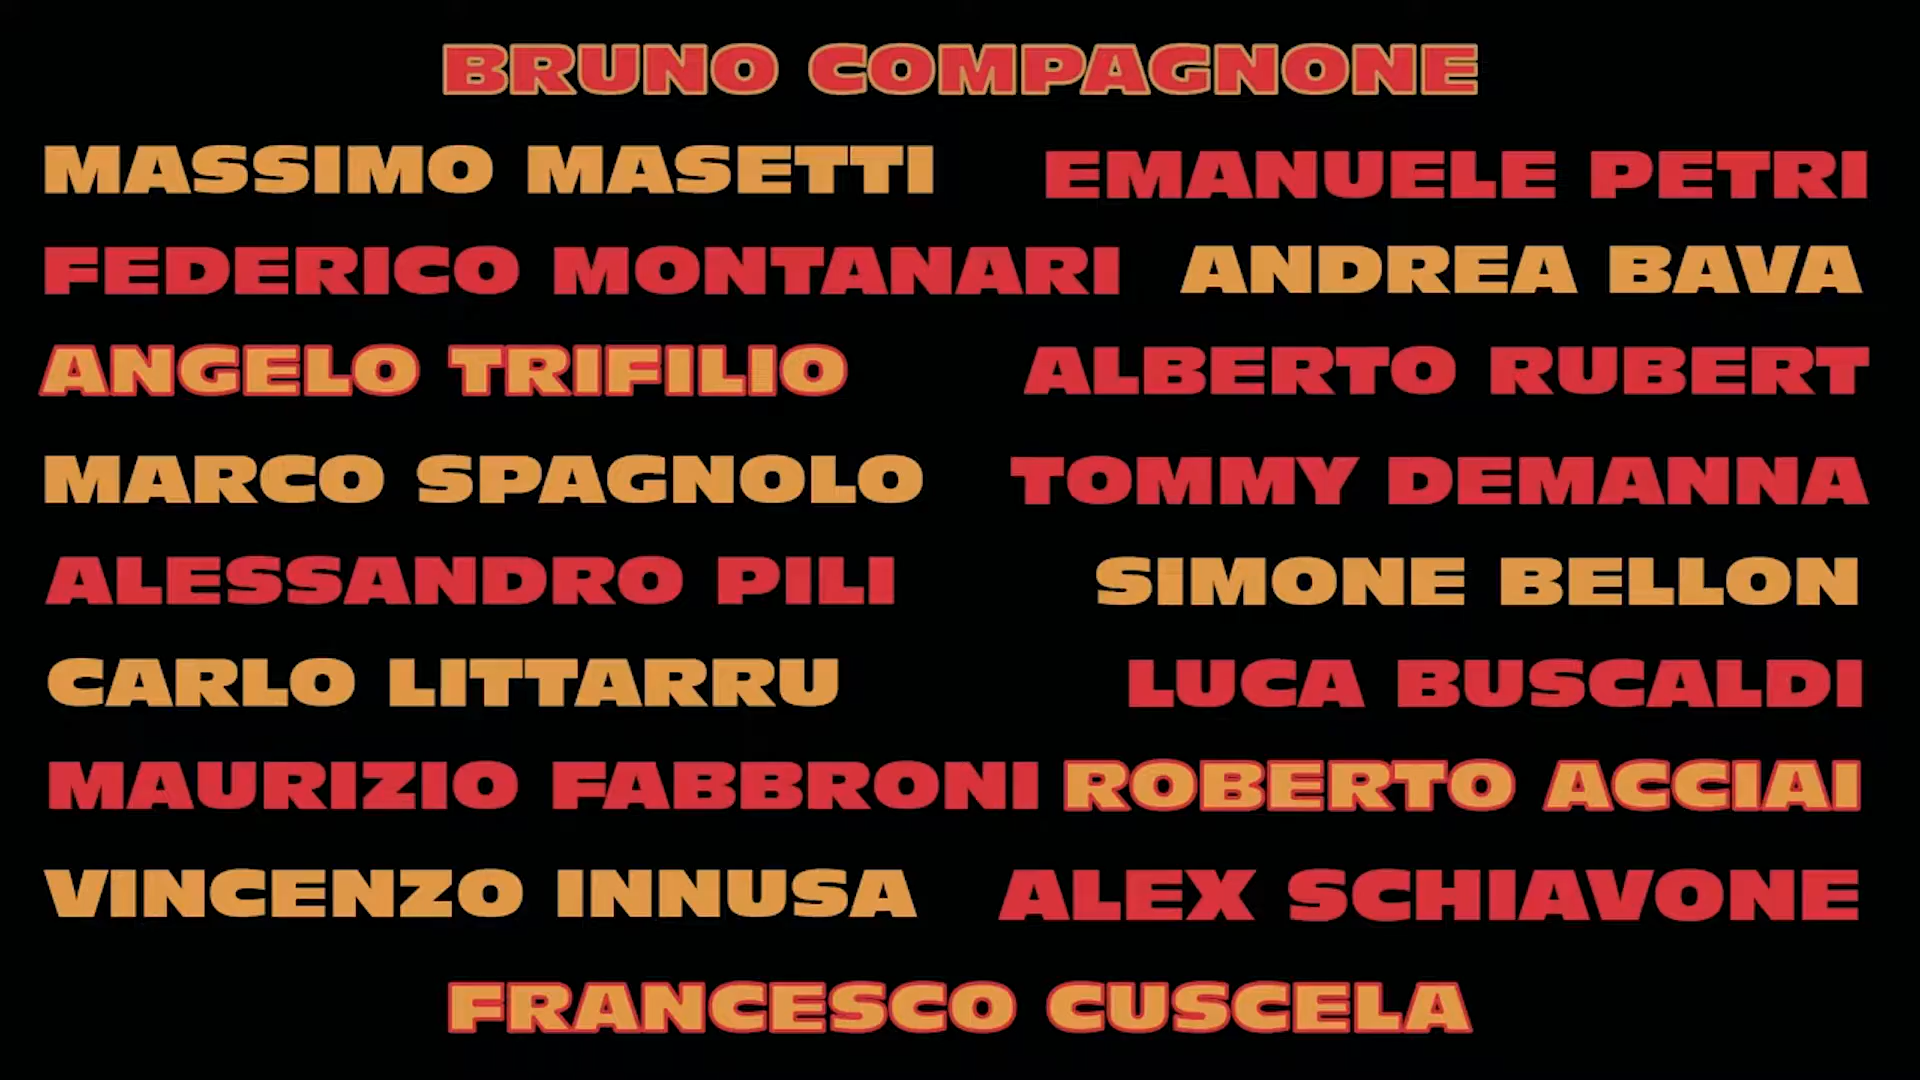 BRUNO COMPAGNONE
MASSIMO MASETTI EMANUELE PETRI
FEDERICO MONTANARI ANDREA BAVA
ANGELO TRIFILIO ALBERTO RUBERT
MARCO SPAGNOLO TOMMY DEMANNA
ALESSANDRO PILI SIMONE BELLON
CARLO LITTARRU LUCA BUSCALDI
MAURIZIO FABBRONI ROBERTO ACCIAI
VINCENZO INNUSA ALEX SCHIAVONE
FRANCESCO CUSCELA